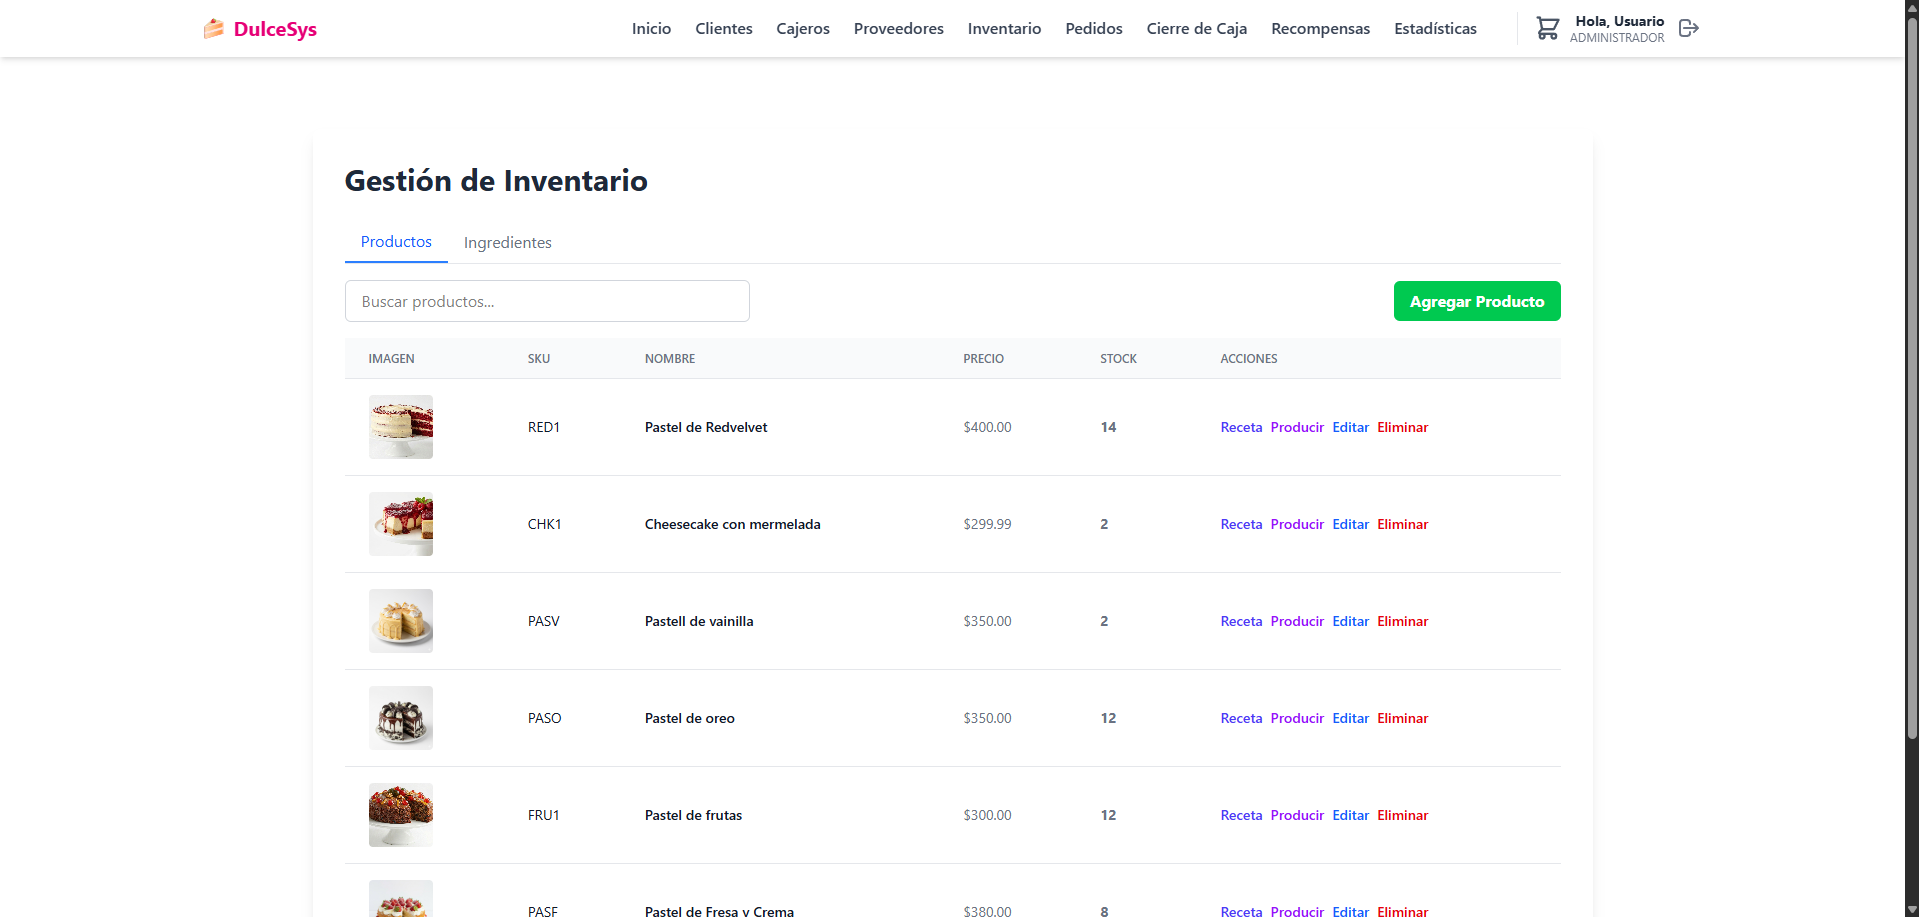 DulceSys
Inicio Clientes Cajeros Proveedores Inventario Pedidos Cierre de Caja Recompensas Estadísticas
Hola, Usuario
ADMINISTRADOR
Gestión de Inventario
Productos Ingredientes
Buscar productos...
Agregar Producto
IMAGEN SKU NOMBRE PRECIO STOCK ACCIONES
RED1 Pastel de Redvelvet $400.00 14 Receta Producir Editar Eliminar
CHK1 Cheesecake con mermelada $299.99 2 Receta Producir Editar Eliminar
PASV Pastell de vainilla $350.00 2 Receta Producir Editar Eliminar
PASO Pastel de oreo $350.00 12 Receta Producir Editar Eliminar
FRU1 Pastel de frutas $300.00 12 Receta Producir Editar Eliminar
PASF Pastel de Fresa y Crema $380.00 8 Receta Producir Editar Eliminar